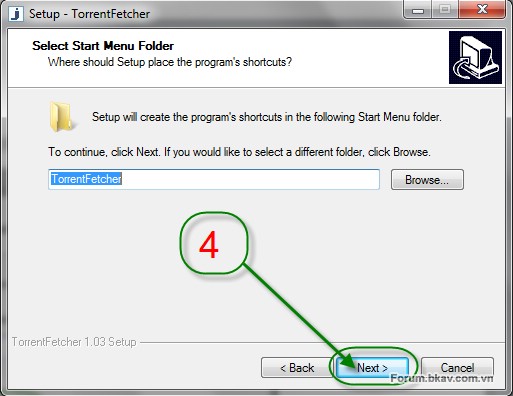 Setup - TorrentFetcher
Select Start Menu Folder
Where should Setup place the program's shortcuts?
Setup will create the program's shortcuts in the following Start Menu folder.
To continue, click Next. If you would like to select a different folder, click Browse.
TorrentFetcher
Browse...
4
TorrentFetcher 1.03 Setup
< Back
Next >
Cancel
Forum.bkav.com.vn